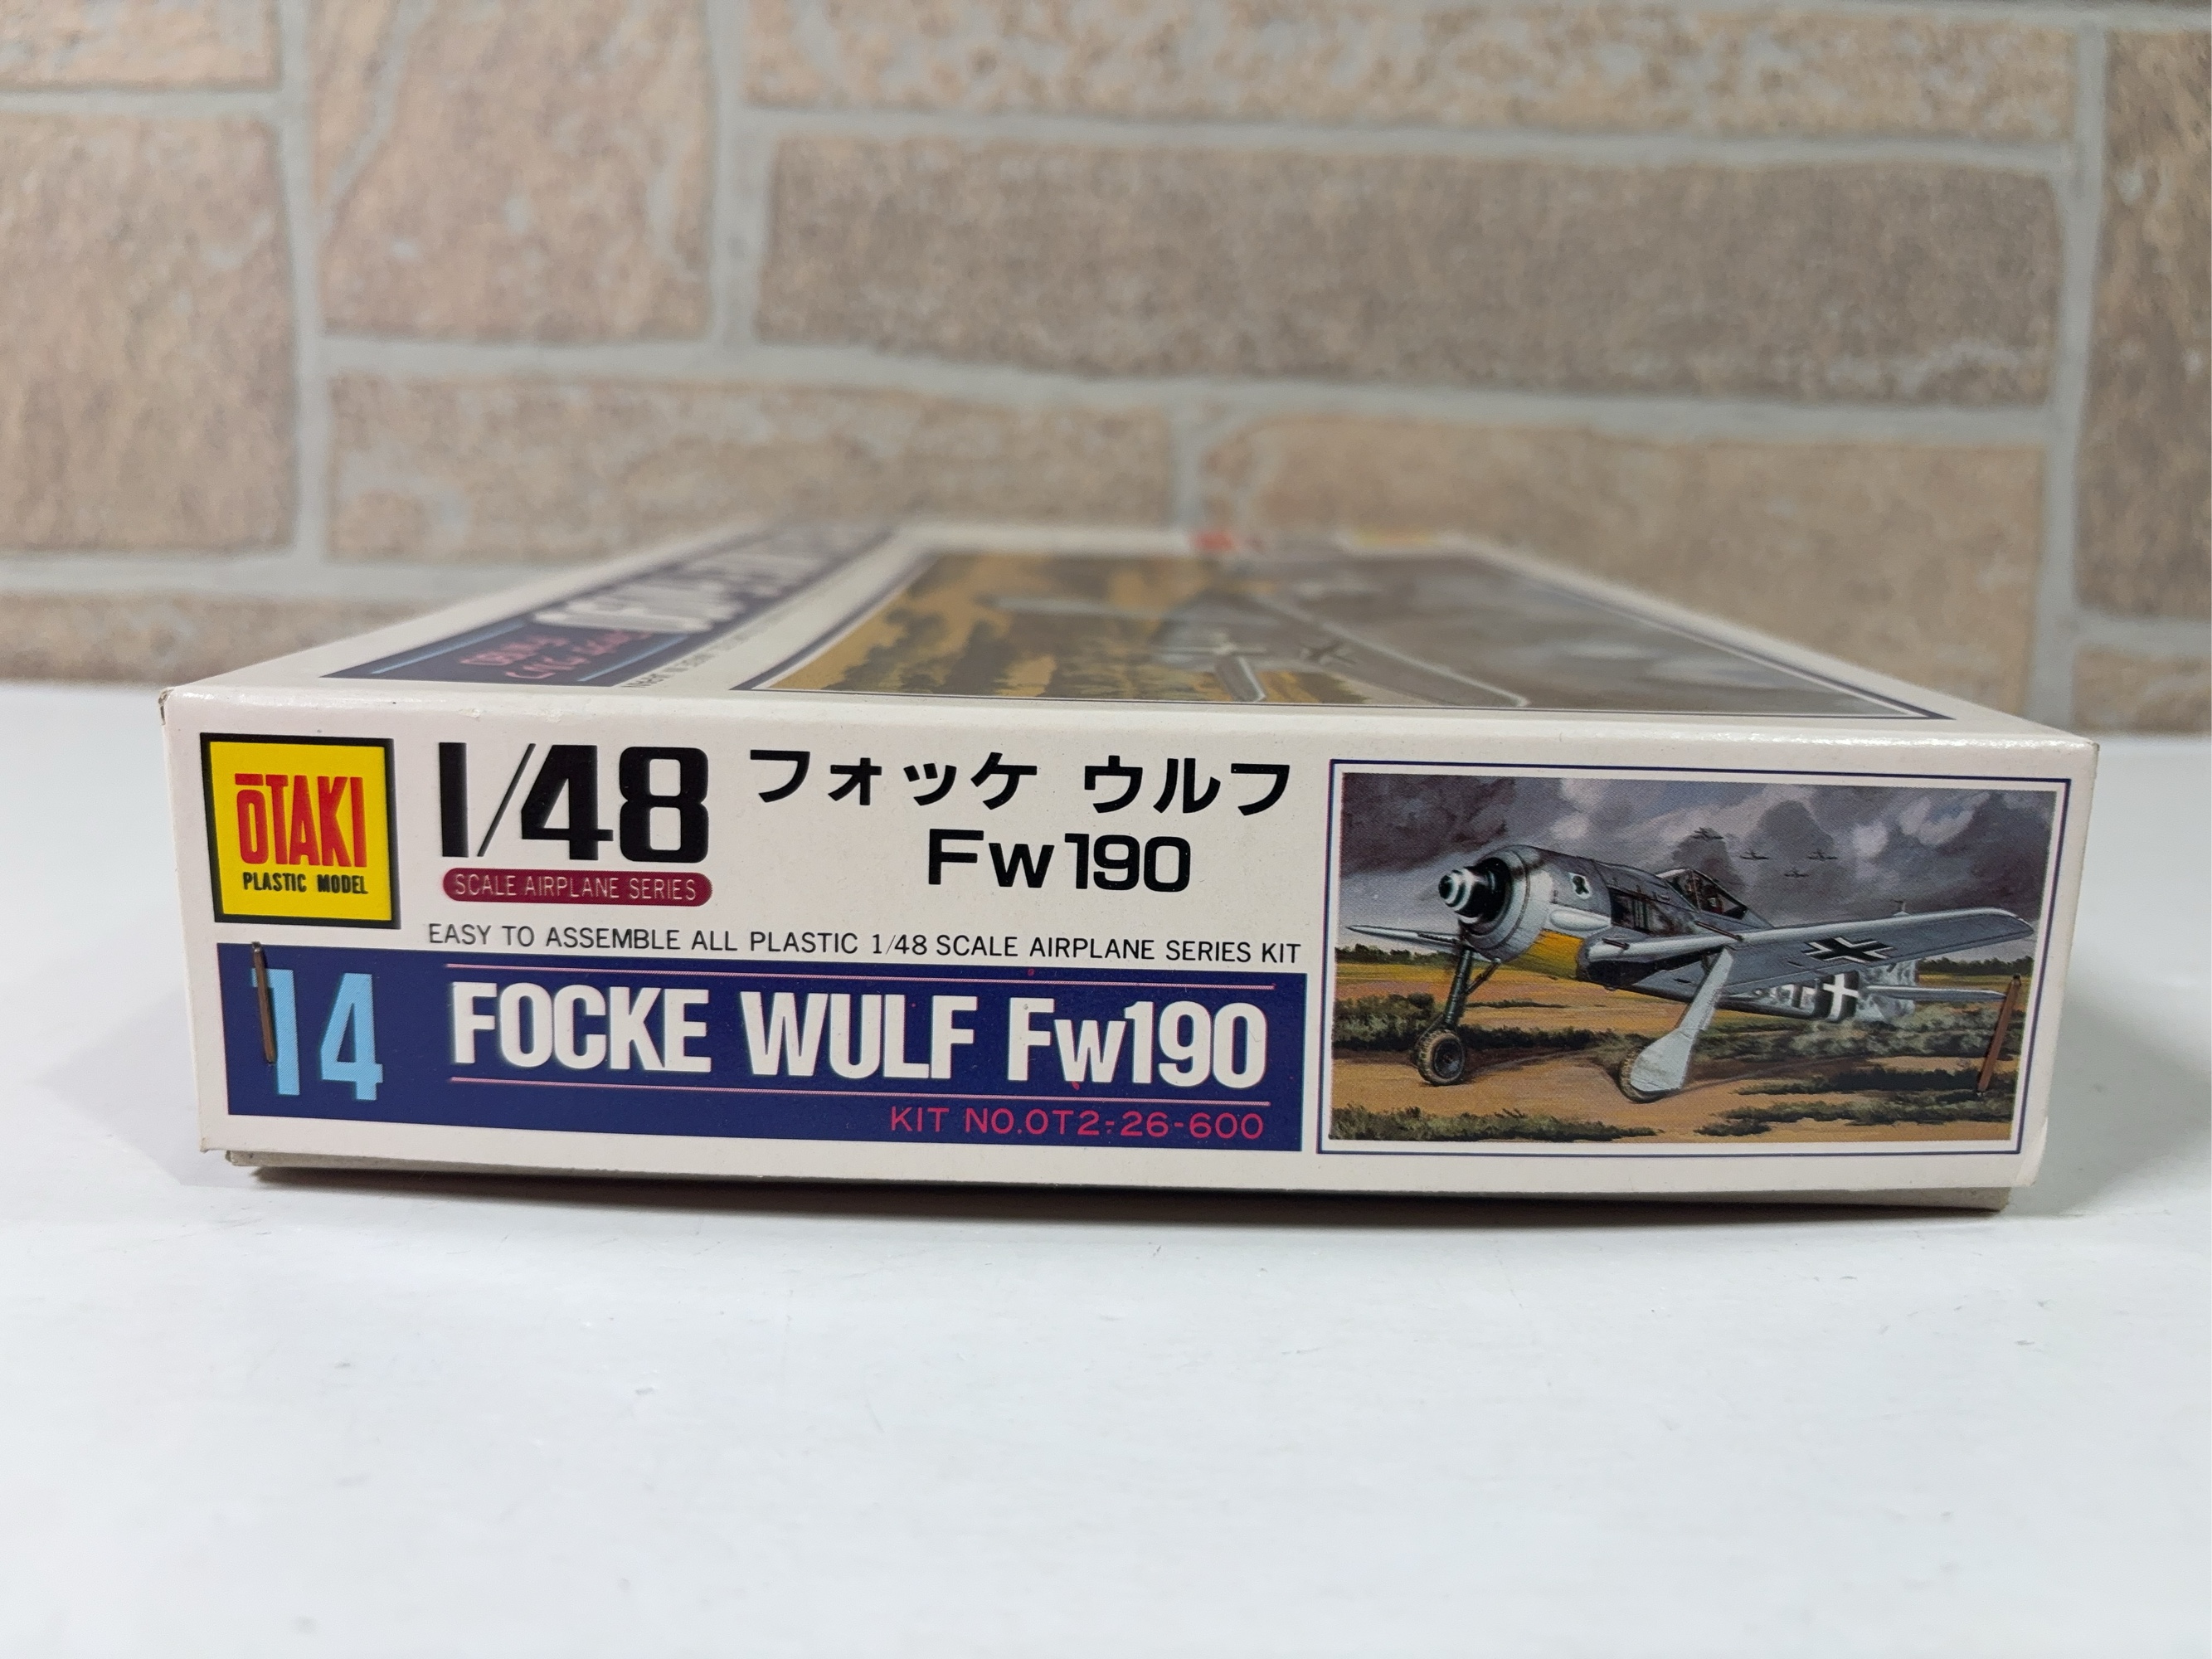 ŌTAKI
PLASTIC MODEL
1/48
SCALE AIRPLANE SERIES
フォッケ ウルフ
Fw190
EASY TO ASSEMBLE ALL PLASTIC 1/48 SCALE AIRPLANE SERIES KIT
14
FOCKE WULF Fw190
KIT NO.OT2-26-600